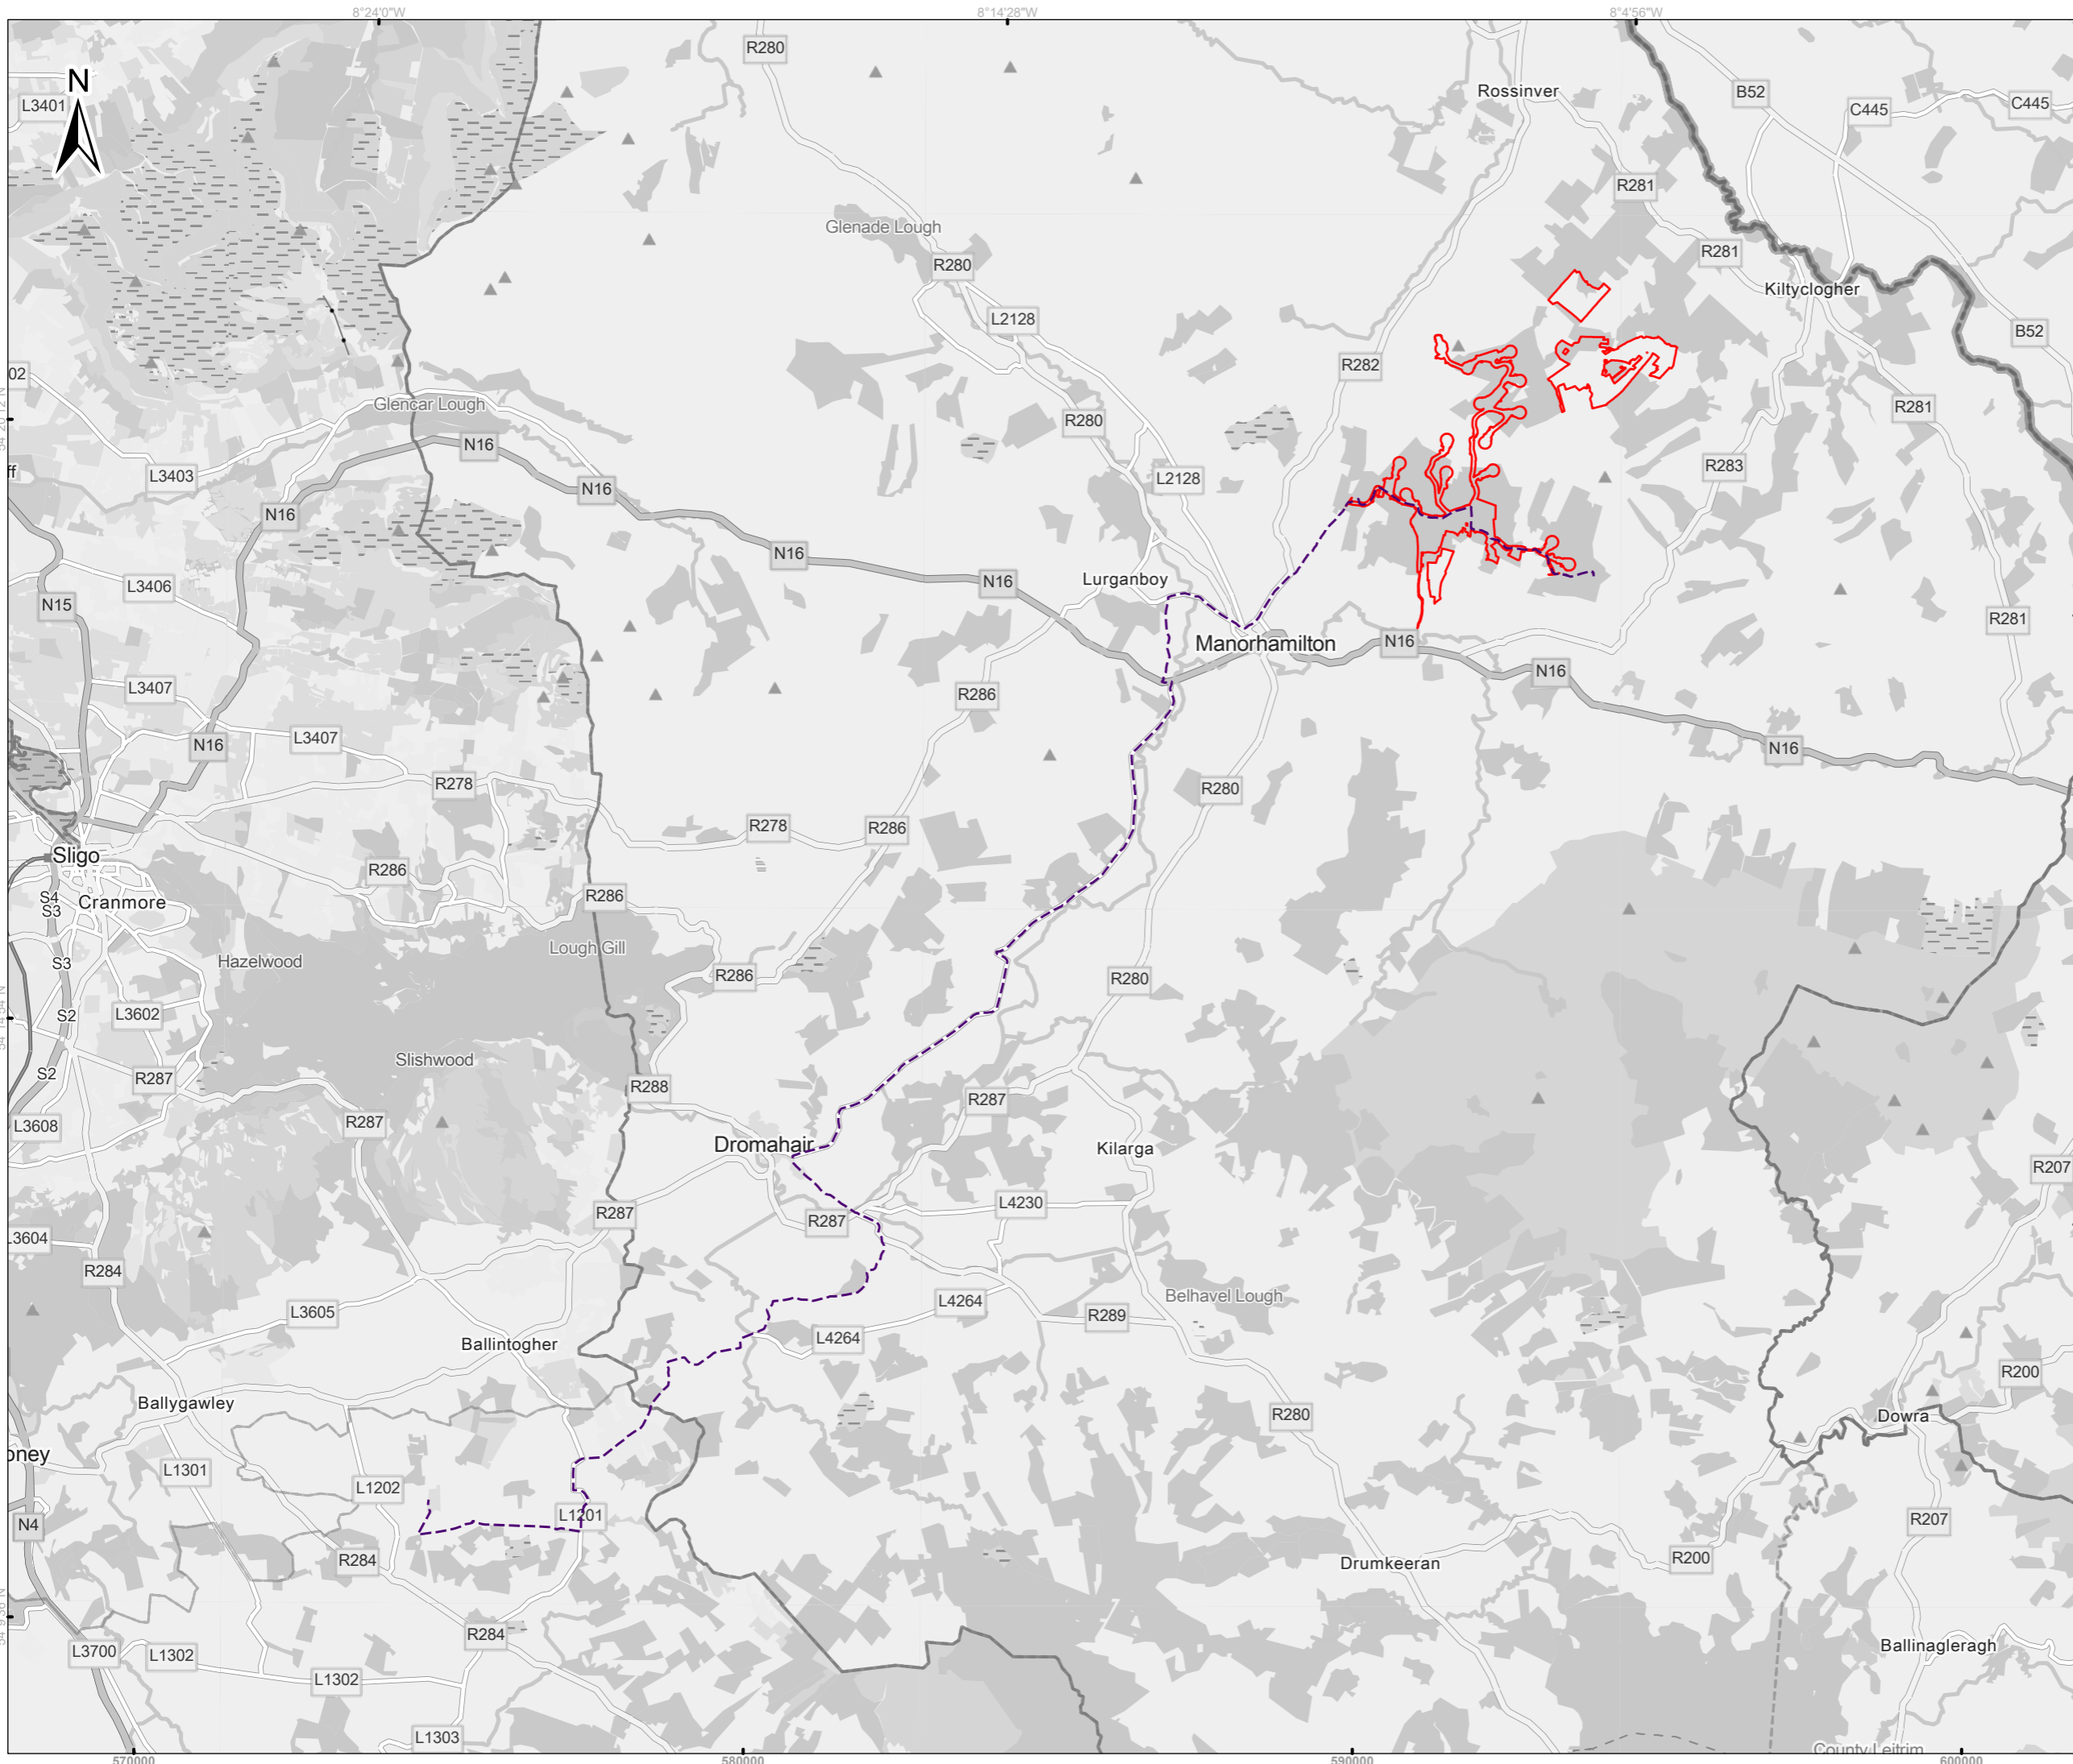 8°24'0"W
8°14'28"W
8°4'56"W
N
R280
L3401
Rossinver
B52
C445
C445
R281
Glenade Lough
R281
R280
Kiltyclogher
L2128
B52
R282
02
Glencar Lough
R281
R280
N16
R283
L3403
L2128
N16
ff
N16
N16
Lurganboy
N16
L3406
N15
R281
Manorhamilton
N16
N16
L3407
R286
N16
L3407
N16
R278
R280
R278
R286
Sligo
R286
R286
S4
S3
Cranmore
Lough Gill
Hazelwood
S3
R286
R280
L3602
S2
Slishwood
S2
R287
R288
R287
R287
L3608
Dromahair
Kilarga
R207
L4230
R287
R287
L3604
R284
Belhavel Lough
L4264
L3605
R289
L4264
Ballintogher
R200
Ballygawley
R280
Dowra
oney
L1301
L1202
L1201
N4
R207
R284
R200
Drumkeeran
R284
Ballinagleragh
L3700
L1302
L1302
L1303
County Leitrim
570000
580000
590000
600000